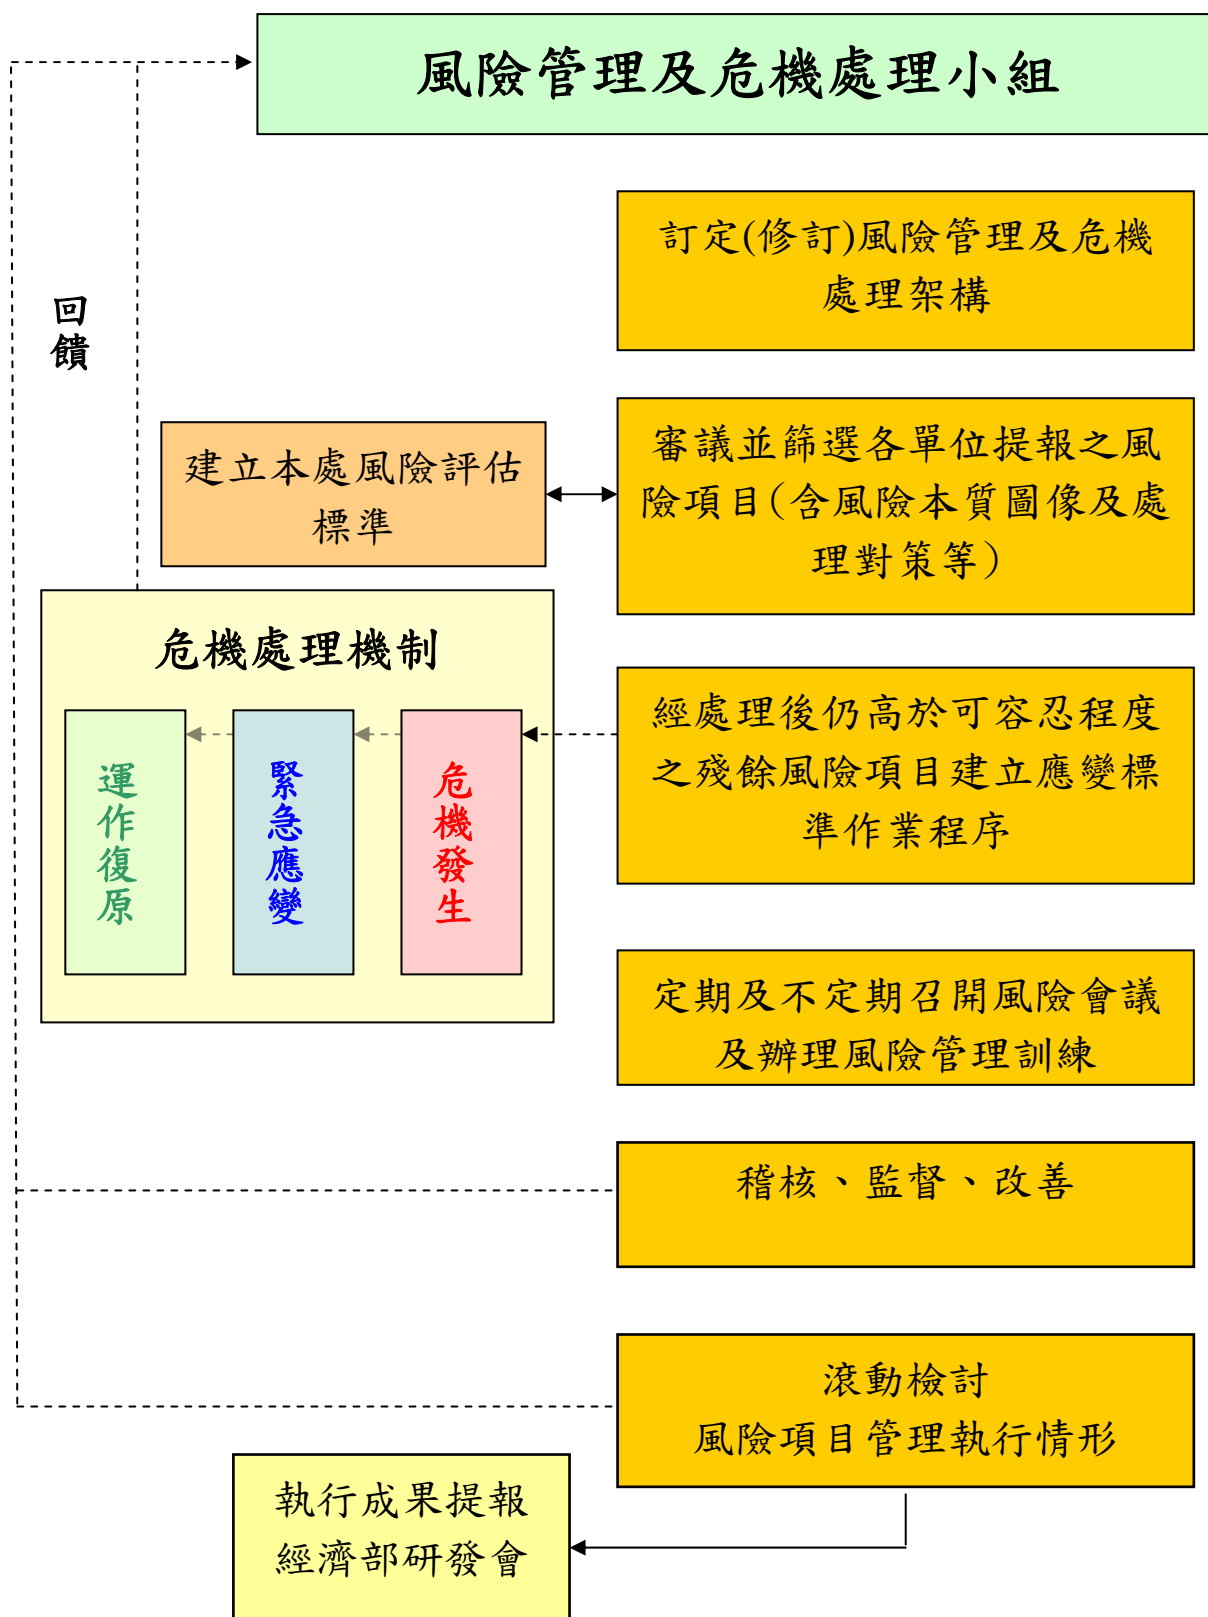 風險管理及危機處理小組
訂定(修訂)風險管理及危機
處理架構
回饋
建立本處風險評估
標準
審議並篩選各單位提報之風
險項目(含風險本質圖像及處
理對策等)
危機處理機制
運作復原
緊急應變
危機發生
經處理後仍高於可容忍程度
之殘餘風險項目建立應變標
準作業程序
定期及不定期召開風險會議
及辦理風險管理訓練
稽核、監督、改善
滾動檢討
風險項目管理執行情形
執行成果提報
經濟部研發會